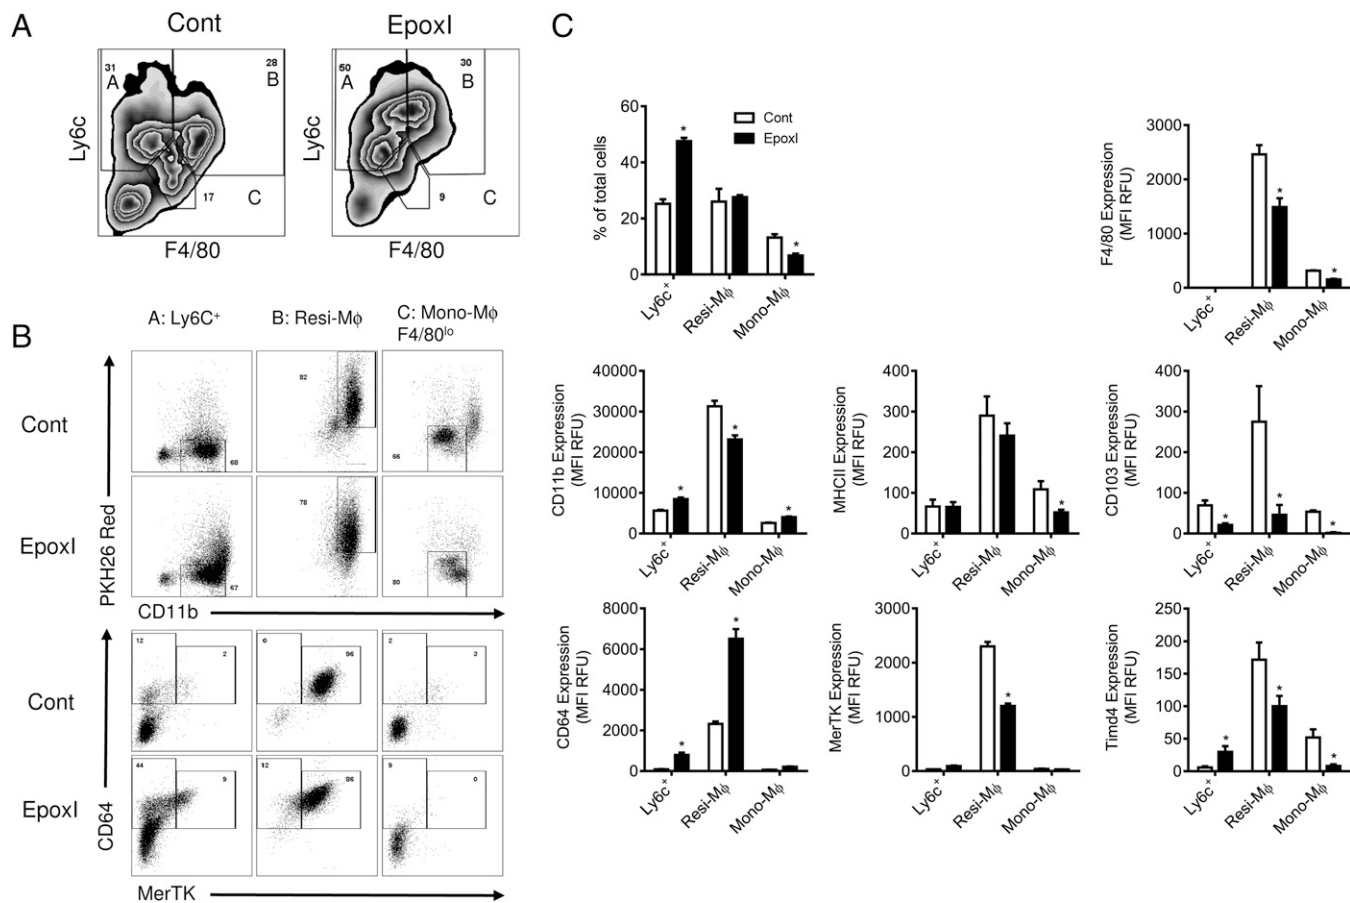 A
Cont
EpoxI
31
A
28
B
50
A
30
B
Ly6c
Ly6c
17
C
9
C
F4/80
F4/80
B
A: Ly6C+
B: Resi-Mϕ
C: Mono-Mϕ
F4/80lo
Cont
82
66
68
EpoxI
78
80
67
PKH26 Red
CD11b
Cont
12
2
0
96
2
3
EpoxI
44
9
12
86
9
0
CD64
MerTK
C
% of total cells
60
40
20
0
Cont
EpoxI
*
*
Ly6c+
Resi-Mϕ
Mono-Mϕ
F4/80 Expression
(MFI RFU)
3000
2000
1000
0
*
*
Ly6c+
Resi-Mϕ
Mono-Mϕ
CD11b Expression
(MFI RFU)
40000
30000
20000
10000
0
*
*
*
Ly6c+
Resi-Mϕ
Mono-Mϕ
MHCII Expression
(MFI RFU)
400
300
200
100
0
*
Ly6c+
Resi-Mϕ
Mono-Mϕ
CD103 Expression
(MFI RFU)
400
300
200
100
0
*
*
*
Ly6c+
Resi-Mϕ
Mono-Mϕ
CD64 Expression
(MFI RFU)
8000
6000
4000
2000
0
*
*
Ly6c+
Resi-Mϕ
Mono-Mϕ
MerTK Expression
(MFI RFU)
3000
2000
1000
0
*
Ly6c+
Resi-Mϕ
Mono-Mϕ
Timd4 Expression
(MFI RFU)
250
200
150
100
50
0
*
*
*
Ly6c+
Resi-Mϕ
Mono-Mϕ